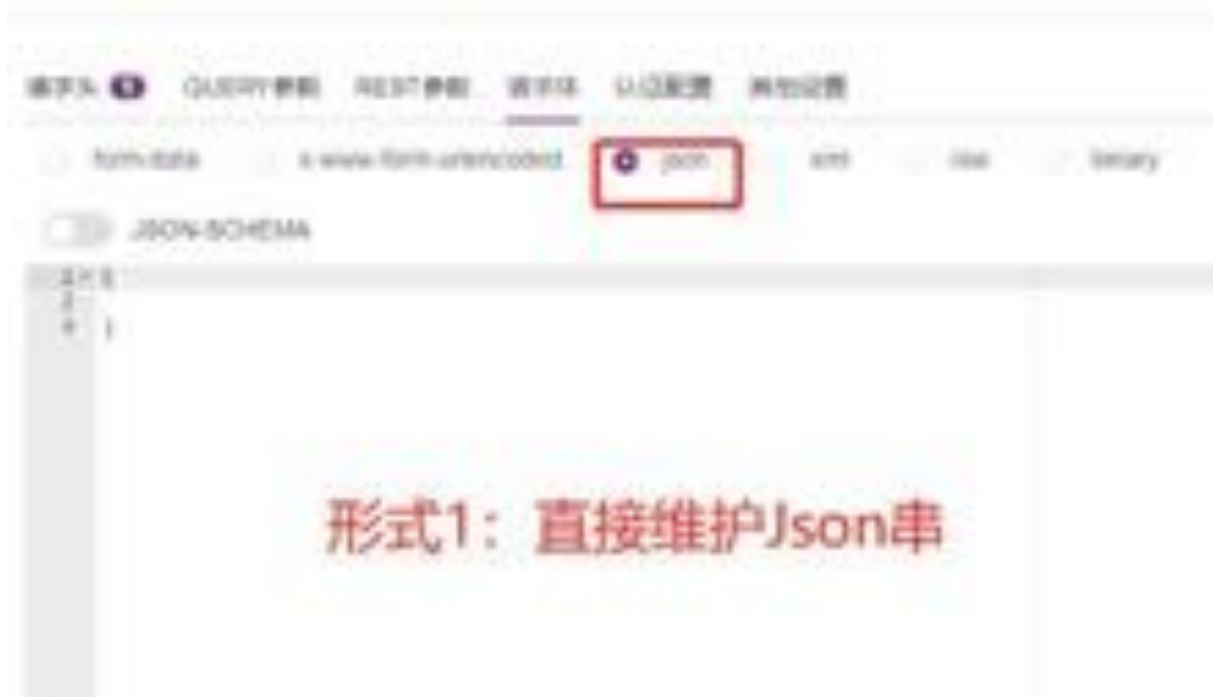 请求头 QUERY参数 REST参数 请求体 认证配置 其他设置
form-data x-www-form-urlencoded json xml raw binary
JSON-SCHEMA
1
2
}
形式1：直接维护Json串